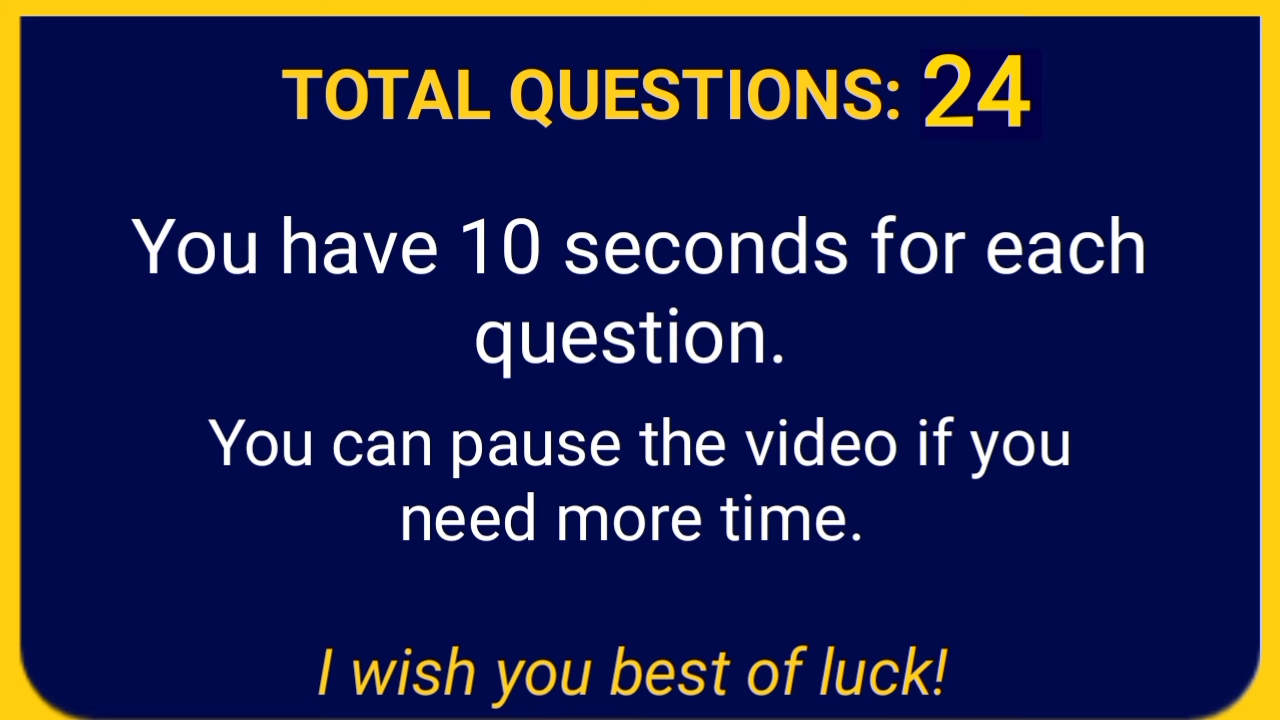 TOTAL QUESTIONS: 24
You have 10 seconds for each
question.
You can pause the video if you
need more time.
I wish you best of luck!